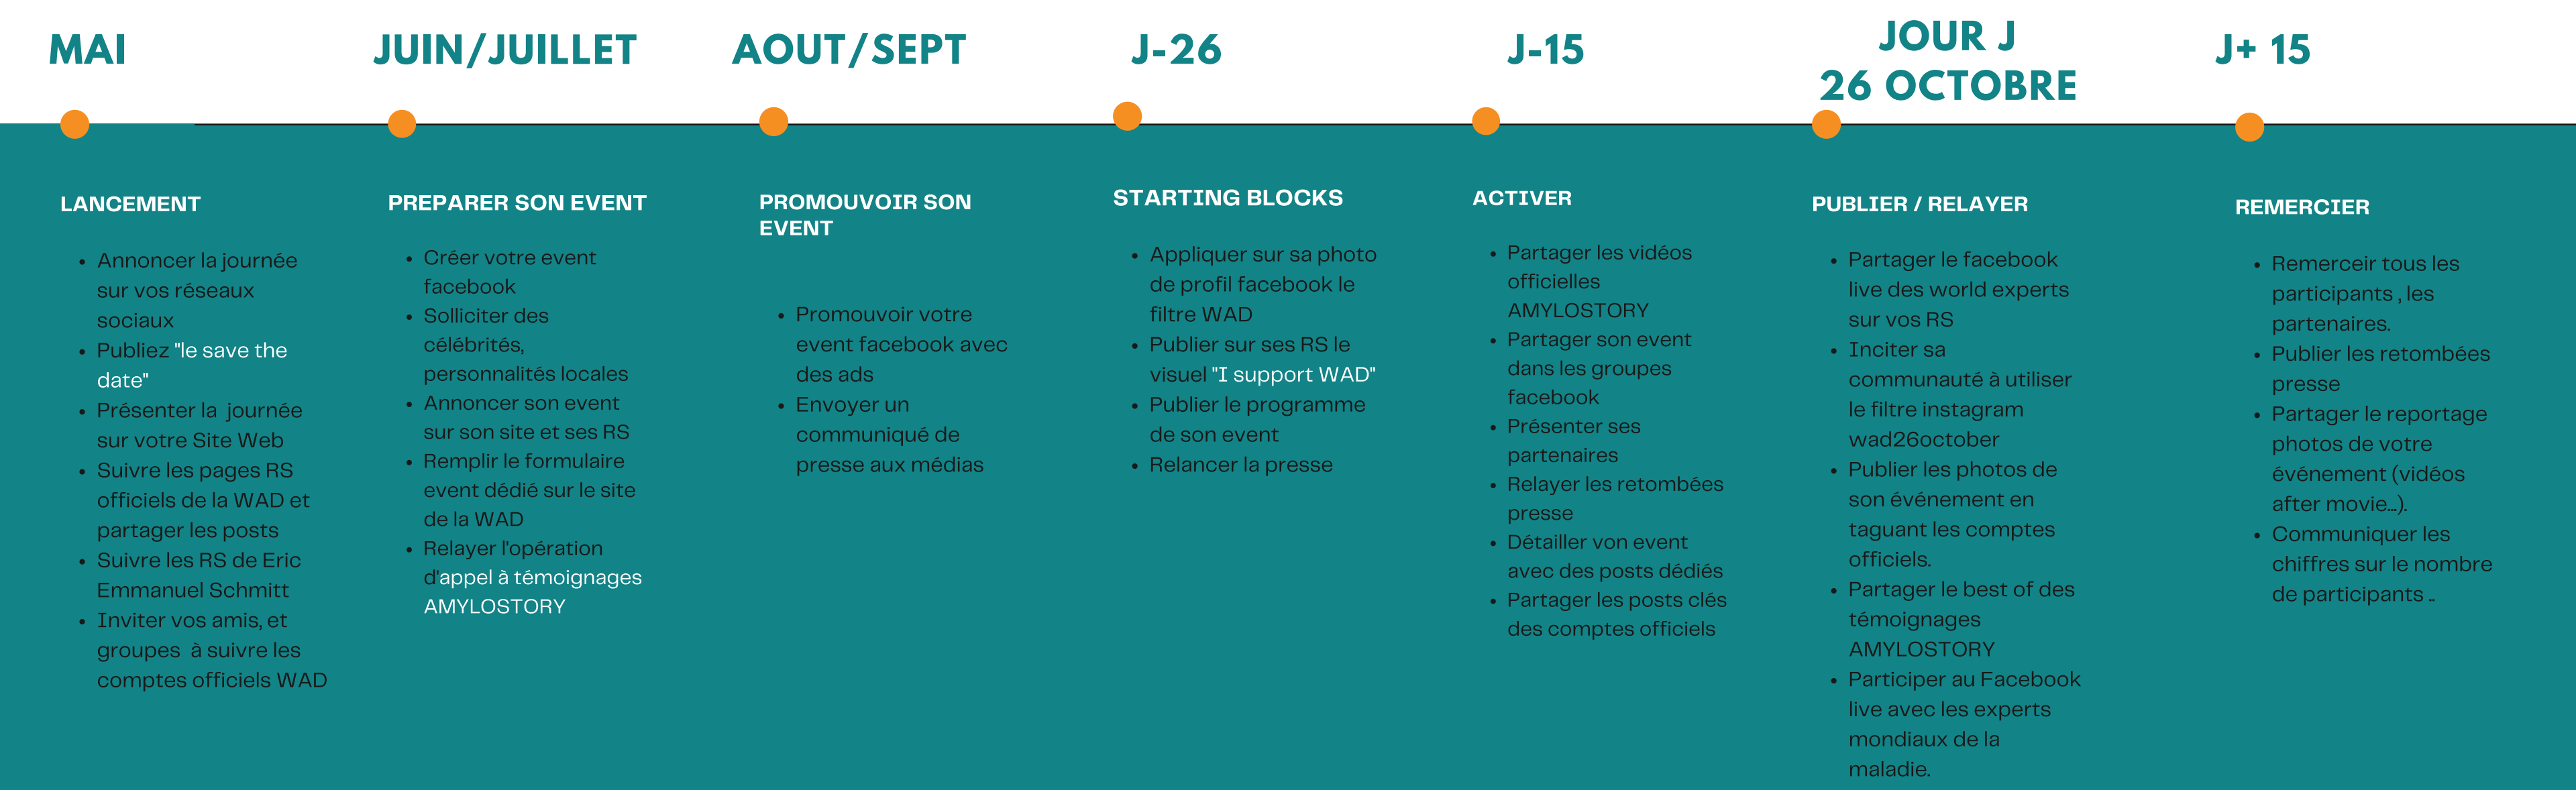 MAI
LANCEMENT
• Annoncer la journée
sur vos réseaux
sociaux
• Publiez "le save the
date"
• Présenter la journée
sur votre Site Web
• Suivre les pages RS
officiels de la WAD et
partager les posts
• Suivre les RS de Eric
Emmanuel Schmitt
• Inviter vos amis, et
groupes à suivre les
comptes officiels WAD
JUIN/JUILLET
PREPARER SON EVENT
• Créer votre event
facebook
• Solliciter des
célébrités,
personnalités locales
• Annoncer son event
sur son site et ses RS
• Remplir le formulaire
event dédié sur le site
de la WAD
• Relayer l'opération
d'appel à témoignages
AMYLOSTORY
AOUT/SEPT
PROMOUVOIR SON
EVENT
• Promouvoir votre
event facebook avec
des ads
• Envoyer un
communiqué de
presse aux médias
J-26
STARTING BLOCKS
• Appliquer sur sa photo
de profil facebook le
filtre WAD
• Publier sur ses RS le
visuel "I support WAD"
• Publier le programme
de son event
• Relancer la presse
J-15
ACTIVER
• Partager les vidéos
officielles
AMYLOSTORY
• Partager son event
dans les groupes
facebook
• Présenter ses
partenaires
• Relayer les retombées
presse
• Détailler von event
avec des posts dédiés
• Partager les posts clés
des comptes officiels
JOUR J
26 OCTOBRE
PUBLIER / RELAYER
• Partager le facebook
live des world experts
sur vos RS
• Inciter sa
communauté à utiliser
le filtre instagram
wad26october
• Publier les photos de
son événement en
taguant les comptes
officiels.
• Partager le best of des
témoignages
AMYLOSTORY
• Participer au Facebook
live avec les experts
mondiaux de la
maladie.
J+ 15
REMERCIER
• Remerceir tous les
participants , les
partenaires.
• Publier les retombées
presse
• Partager le reportage
photos de votre
événement (vidéos
after movie...).
• Communiquer les
chiffres sur le nombre
de participants ..